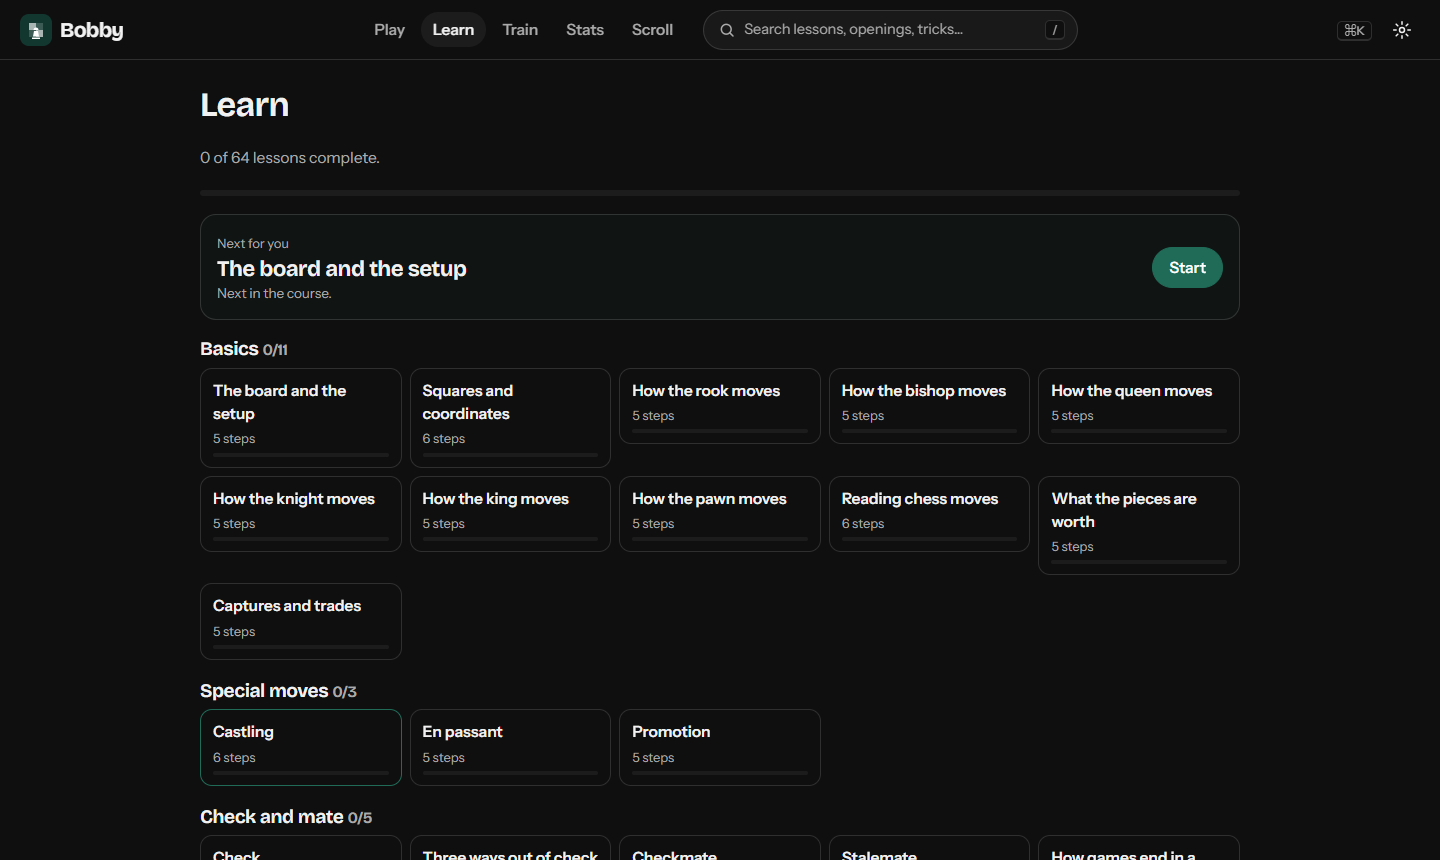 Bobby
Play
Learn
Train
Stats
Scroll
Search lessons, openings, tricks...
/
⌘K
Learn
0 of 64 lessons complete.
Next for you
The board and the setup
Next in the course.
Start
Basics 0/11
The board and the
setup
5 steps
Squares and
coordinates
6 steps
How the rook moves
5 steps
How the bishop moves
5 steps
How the queen moves
5 steps
How the knight moves
5 steps
How the king moves
5 steps
How the pawn moves
5 steps
Reading chess moves
6 steps
What the pieces are
worth
5 steps
Captures and trades
5 steps
Special moves 0/3
Castling
6 steps
En passant
5 steps
Promotion
5 steps
Check and mate 0/5
Check
Three ways out of check
Checkmate
Stalemate
How games end in a